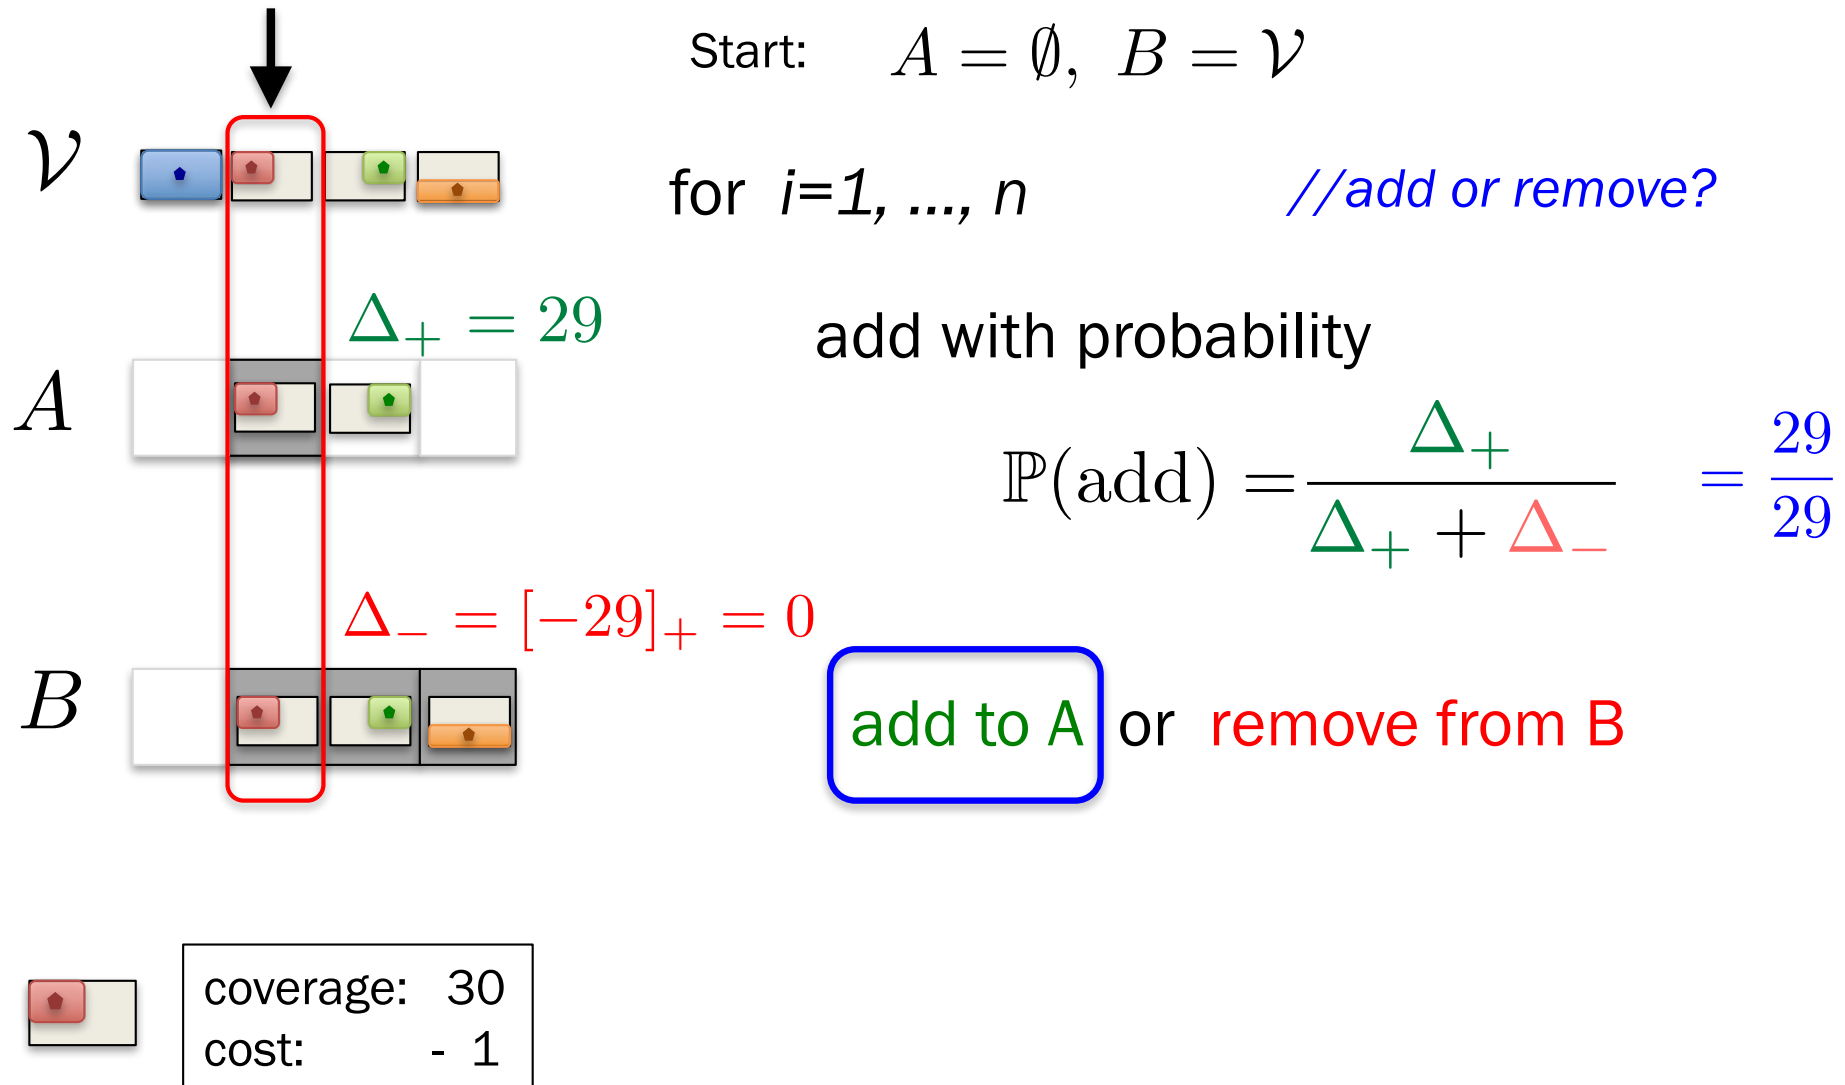 Start: A = ∅, B = 𝒱
𝒱
for i=1, ..., n //add or remove?
Δ₊ = 29
add with probability
A
ℙ(add) = Δ₊ / (Δ₊ + Δ₋) = 29/29
Δ₋ = [−29]₊ = 0
B
add to A or remove from B
coverage: 30
cost: - 1